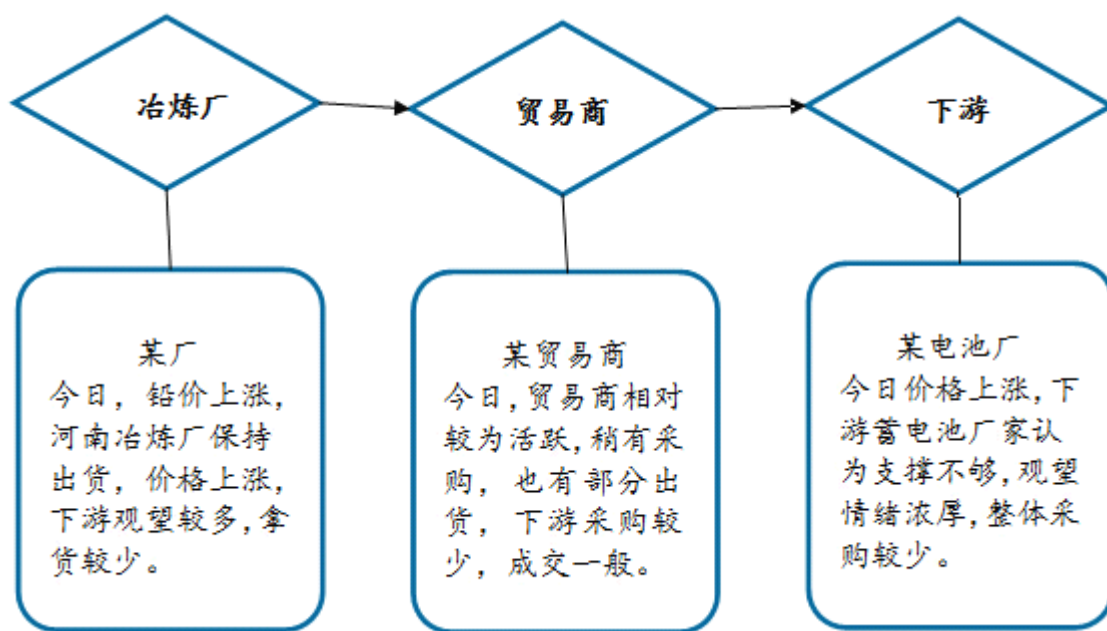 冶炼厂
贸易商
下游
某厂
今日，铅价上涨，
河南冶炼厂保持
出货，价格上涨，
下游观望较多，拿
货较少。
某贸易商
今日，贸易商相对
较为活跃，稍有采
购，也有部分出
货，下游采购较
少，成交一般。
某电池厂
今日价格上涨，下
游蓄电池厂家认
为支撑不够，观望
情绪浓厚，整体采
购较少。